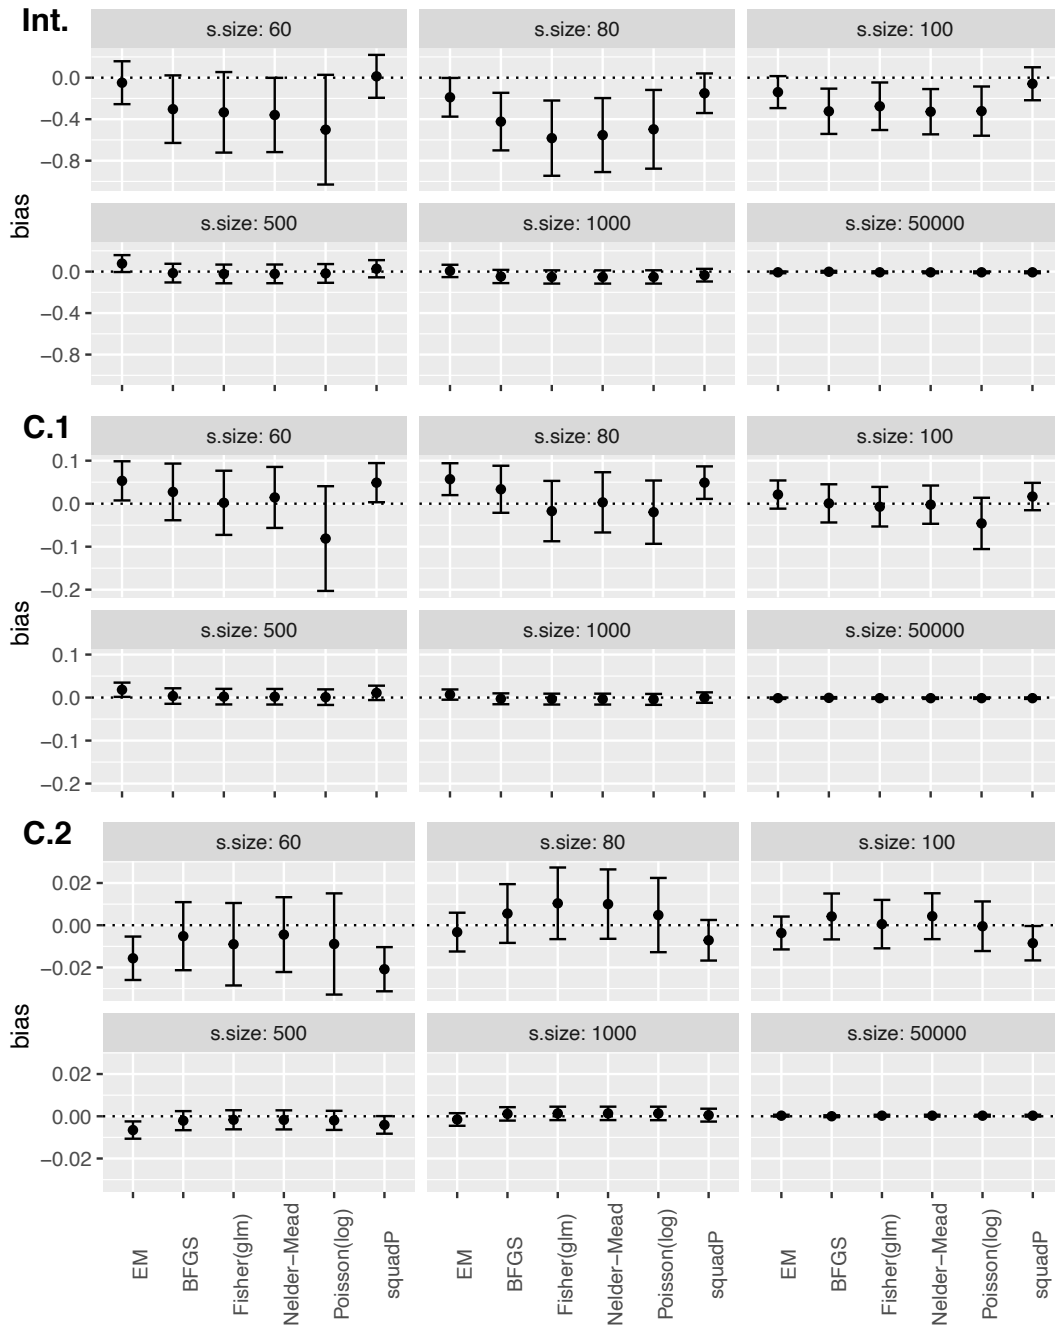 Int.
s.size: 60
s.size: 80
s.size: 100
0.0
−0.4
−0.8
bias
s.size: 500
s.size: 1000
s.size: 50000
0.0
−0.4
−0.8
C.1
s.size: 60
s.size: 80
s.size: 100
0.1
0.0
−0.1
−0.2
bias
s.size: 500
s.size: 1000
s.size: 50000
0.1
0.0
−0.1
−0.2
C.2
s.size: 60
s.size: 80
s.size: 100
0.02
0.00
−0.02
bias
s.size: 500
s.size: 1000
s.size: 50000
0.02
0.00
−0.02
EM
BFGS
Fisher(glm)
Nelder−Mead
Poisson(log)
squadP
EM
BFGS
Fisher(glm)
Nelder−Mead
Poisson(log)
squadP
EM
BFGS
Fisher(glm)
Nelder−Mead
Poisson(log)
squadP